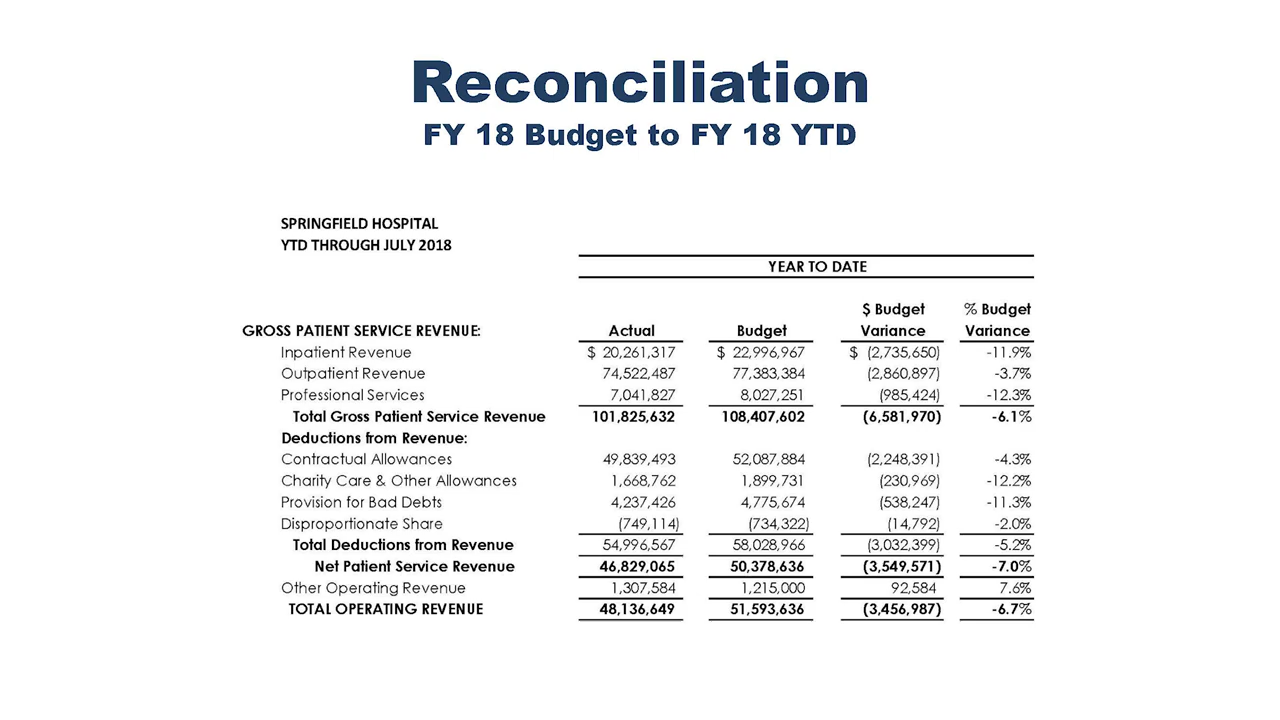 Reconciliation
FY 18 Budget to FY 18 YTD
SPRINGFIELD HOSPITAL
YTD THROUGH JULY 2018
YEAR TO DATE
$ Budget % Budget
GROSS PATIENT SERVICE REVENUE: Actual Budget Variance Variance
Inpatient Revenue $ 20,261,317 $ 22,996,967 $ (2,735,650) -11.9%
Outpatient Revenue 74,522,487 77,383,384 (2,860,897) -3.7%
Professional Services 7,041,827 8,027,251 (985,424) -12.3%
Total Gross Patient Service Revenue 101,825,632 108,407,602 (6,581,970) -6.1%
Deductions from Revenue:
Contractual Allowances 49,839,493 52,087,884 (2,248,391) -4.3%
Charity Care & Other Allowances 1,668,762 1,899,731 (230,969) -12.2%
Provision for Bad Debts 4,237,426 4,775,674 (538,247) -11.3%
Disproportionate Share (749,114) (734,322) (14,792) -2.0%
Total Deductions from Revenue 54,996,567 58,028,966 (3,032,399) -5.2%
Net Patient Service Revenue 46,829,065 50,378,636 (3,549,571) -7.0%
Other Operating Revenue 1,307,584 1,215,000 92,584 7.6%
TOTAL OPERATING REVENUE 48,136,649 51,593,636 (3,456,987) -6.7%